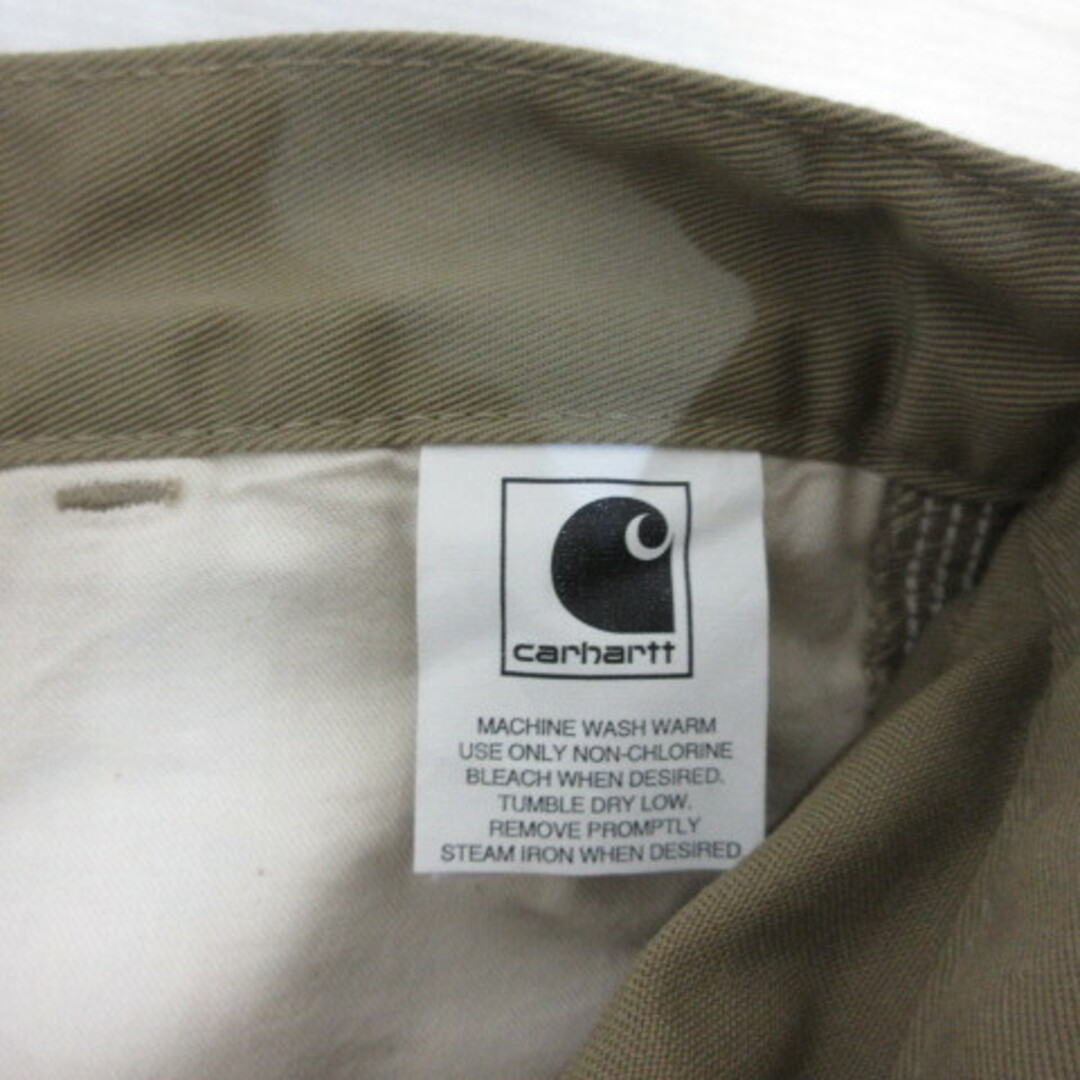 carhartt
MACHINE WASH WARM
USE ONLY NON-CHLORINE
BLEACH WHEN DESIRED.
TUMBLE DRY LOW.
REMOVE PROMPTLY
STEAM IRON WHEN DESIRED